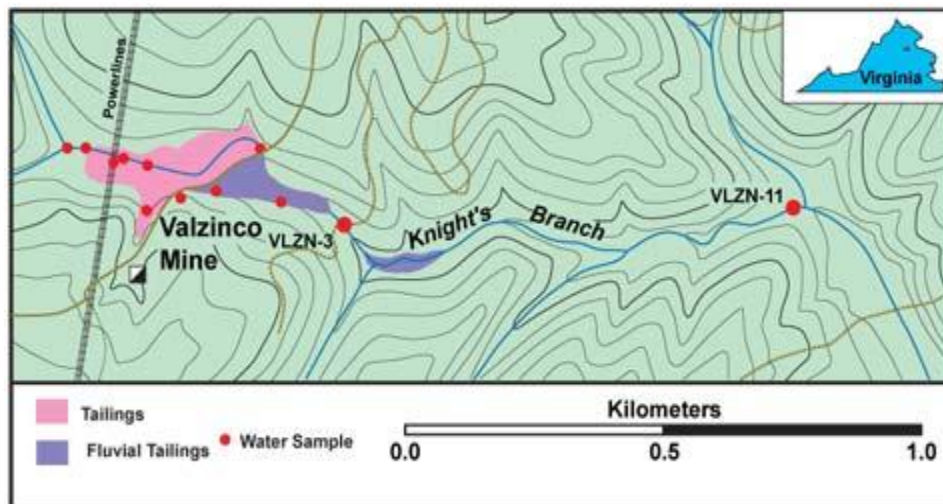 Powerlines
Virginia
Valzinco
Mine
VLZN-3
Knight's Branch
VLZN-11
Tailings
Fluvial Tailings
Water Sample
Kilometers
0.0 0.5 1.0